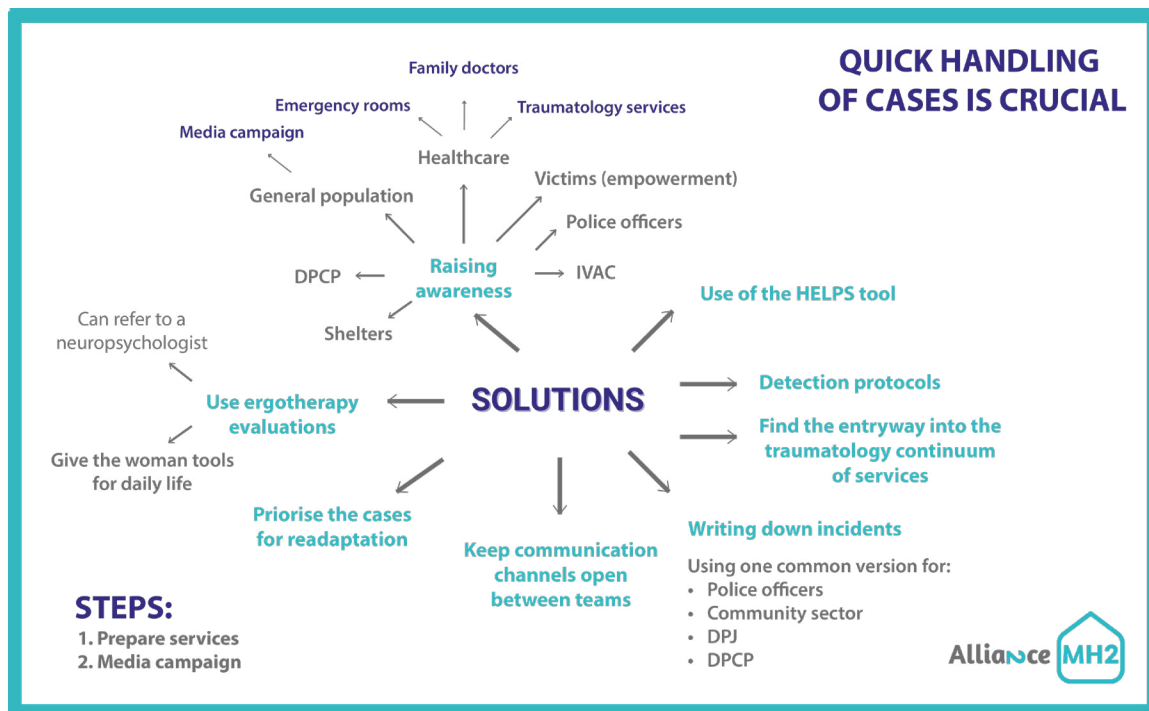 QUICK HANDLING
OF CASES IS CRUCIAL
Family doctors
Emergency rooms
Traumatology services
Media campaign
Healthcare
Victims (empowerment)
General population
Police officers
Raising
awareness
DPCP
IVAC
Shelters
Use of the HELPS tool
Can refer to a
neuropsychologist
SOLUTIONS
Detection protocols
Use ergotherapy
evaluations
Find the entryway into the
traumatology continuum
of services
Give the woman tools
for daily life
Priorise the cases
for readaptation
Keep communication
channels open
between teams
Writing down incidents
Using one common version for:
• Police officers
• Community sector
• DPJ
• DPCP
STEPS:
1. Prepare services
2. Media campaign
Alliance MH2